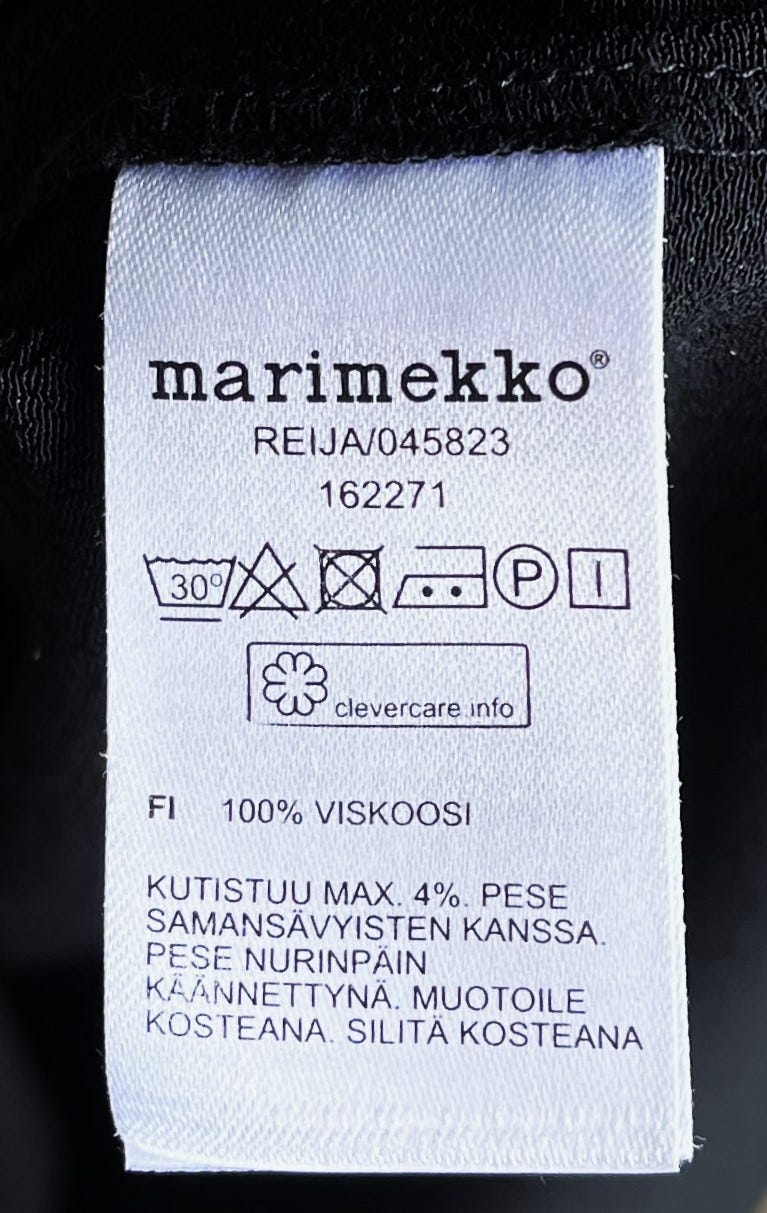 marimekko®
REIJA/045823
162271
30°
P
clevercare.info
FI 100% VISKOOSI
KUTISTUU MAX. 4%. PESE
SAMANSÄVYISTEN KANSSA.
PESE NURINPÄIN
KÄÄNNETTYNÄ. MUOTOILE
KOSTEANA. SILITÄ KOSTEANA